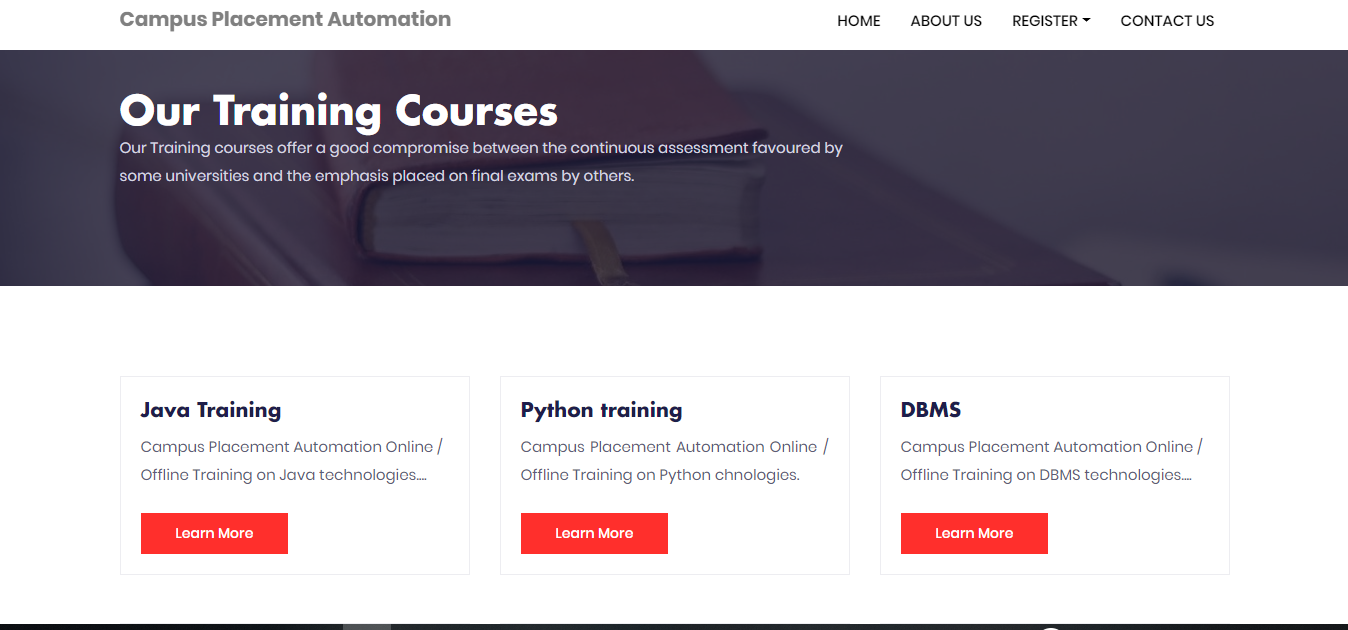 Campus Placement Automation
HOME ABOUT US REGISTER CONTACT US
Our Training Courses
Our Training courses offer a good compromise between the continuous assessment favoured by
some universities and the emphasis placed on final exams by others.
Java Training
Campus Placement Automation Online /
Offline Training on Java technologies....
Learn More
Python training
Campus Placement Automation Online /
Offline Training on Python chnologies.
Learn More
DBMS
Campus Placement Automation Online /
Offline Training on DBMS technologies....
Learn More